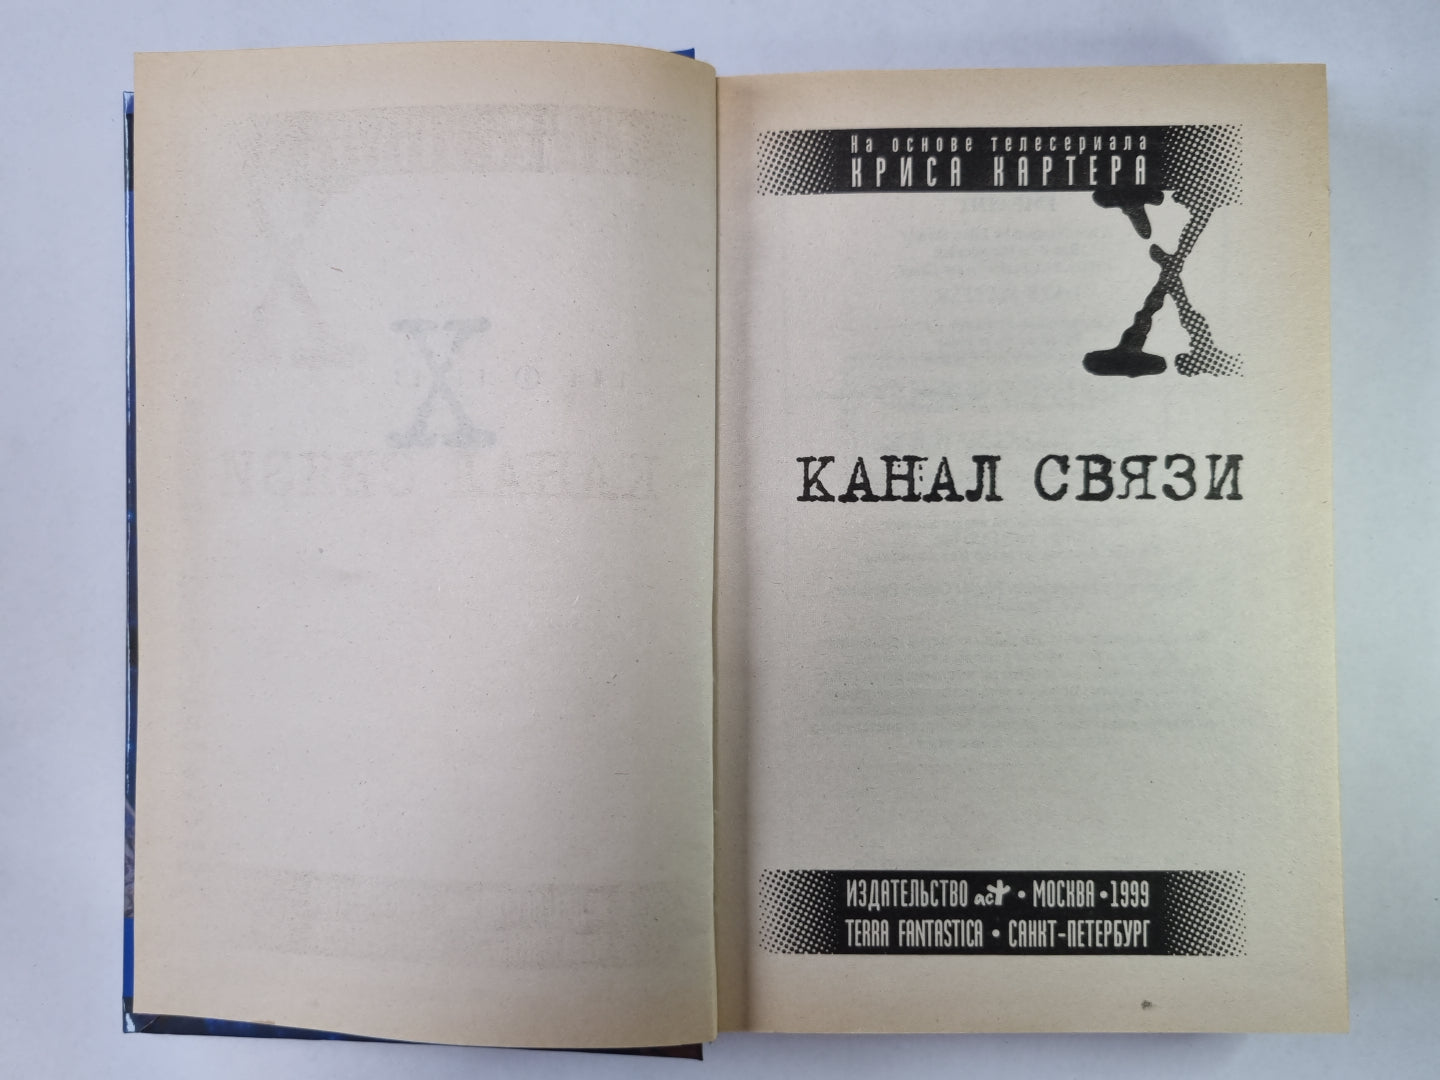 На основе телесериала
КРИСА КАРТЕРА
X
КАНАЛ СВЯЗИ
ИЗДАТЕЛЬСТВО аст • МОСКВА • 1999
TERRA FANTASTICA • САНКТ-ПЕТЕРБУРГ